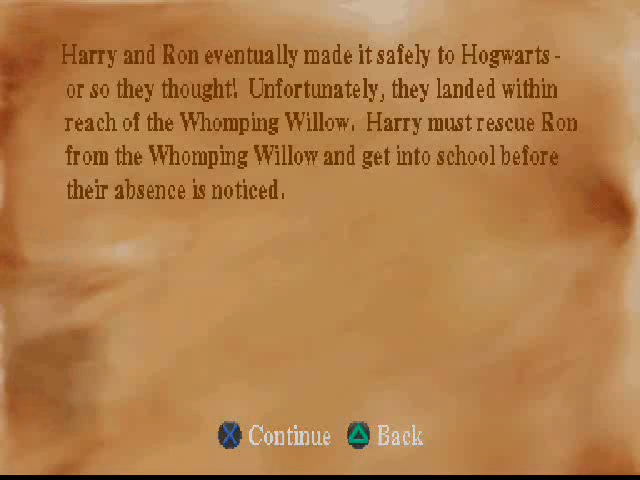 Harry and Ron eventually made it safely to Hogwarts -
or so they thought! Unfortunately, they landed within
reach of the Whomping Willow. Harry must rescue Ron
from the Whomping Willow and get into school before
their absence is noticed.
Continue Back